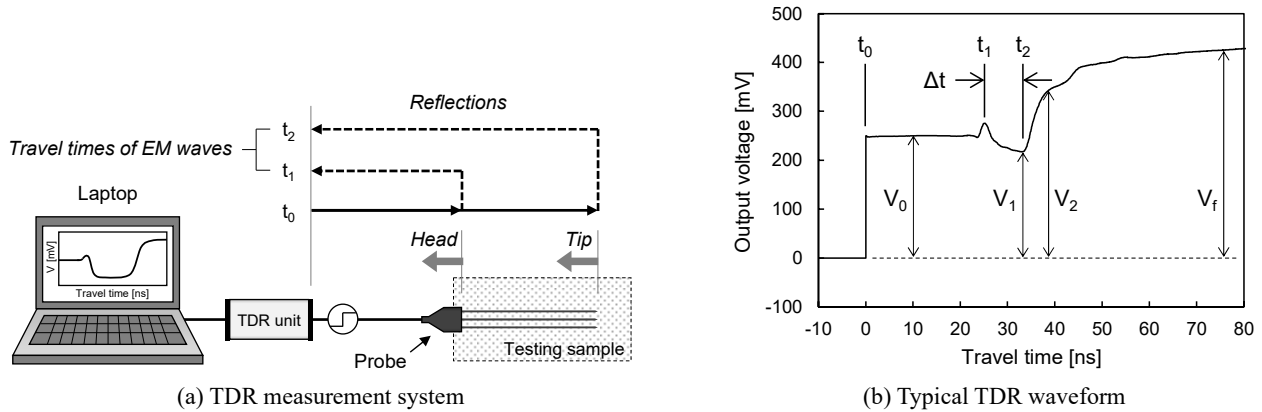 Reflections
t2
Travel times of EM waves
t1
Laptop
t0
V [mV]
Travel time [ns]
Head
Tip
TDR unit
Probe
Testing sample
(a) TDR measurement system
500
400
300
200
100
0
-100
Output voltage [mV]
t0
t1
t2
Δt
V0
V1
V2
Vf
-10 0 10 20 30 40 50 60 70 80
Travel time [ns]
(b) Typical TDR waveform